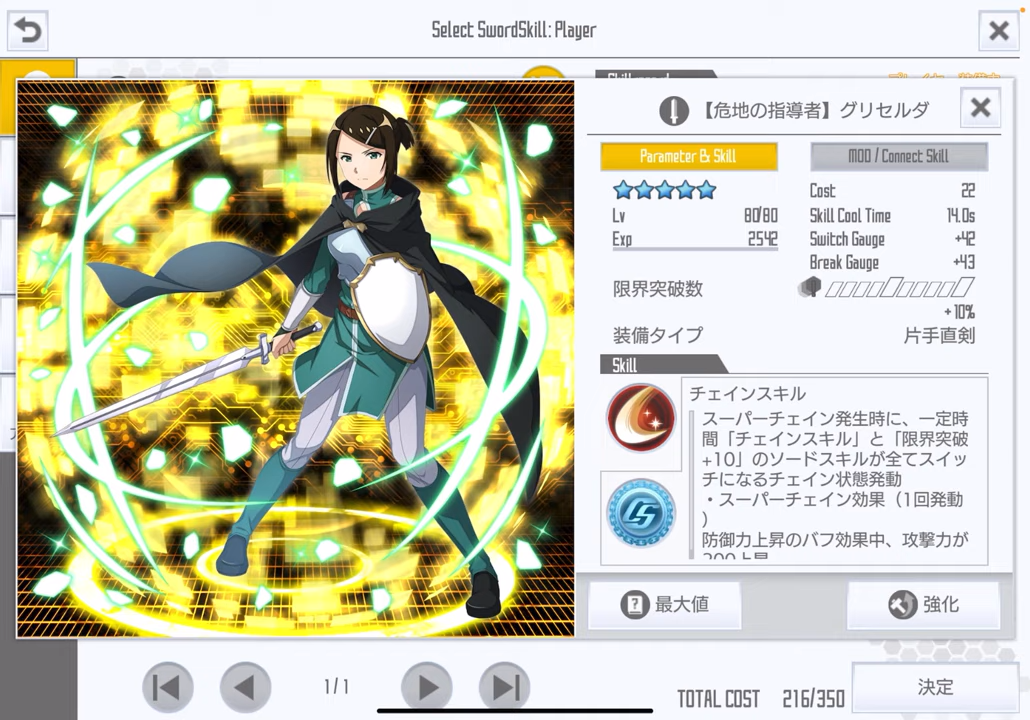 Select SwordSkill: Player
【危地の指導者】グリセルダ
Parameter & Skill
MOD / Connect Skill
Lv 80/80
Exp 2542
Cost 22
Skill Cool Time 14.0s
Switch Gauge +42
Break Gauge +43
限界突破数
+10%
装備タイプ 片手直剣
Skill
チェインスキル
スーパーチェイン発生時に、一定時
間「チェインスキル」と「限界突破
+10」のソードスキルが全てスイッ
チになるチェイン状態発動
・スーパーチェイン効果（1回発動
）
防御力上昇のバフ効果中、攻撃力が
200上昇
? 最大値
強化
1/1
TOTAL COST 216/350
決定